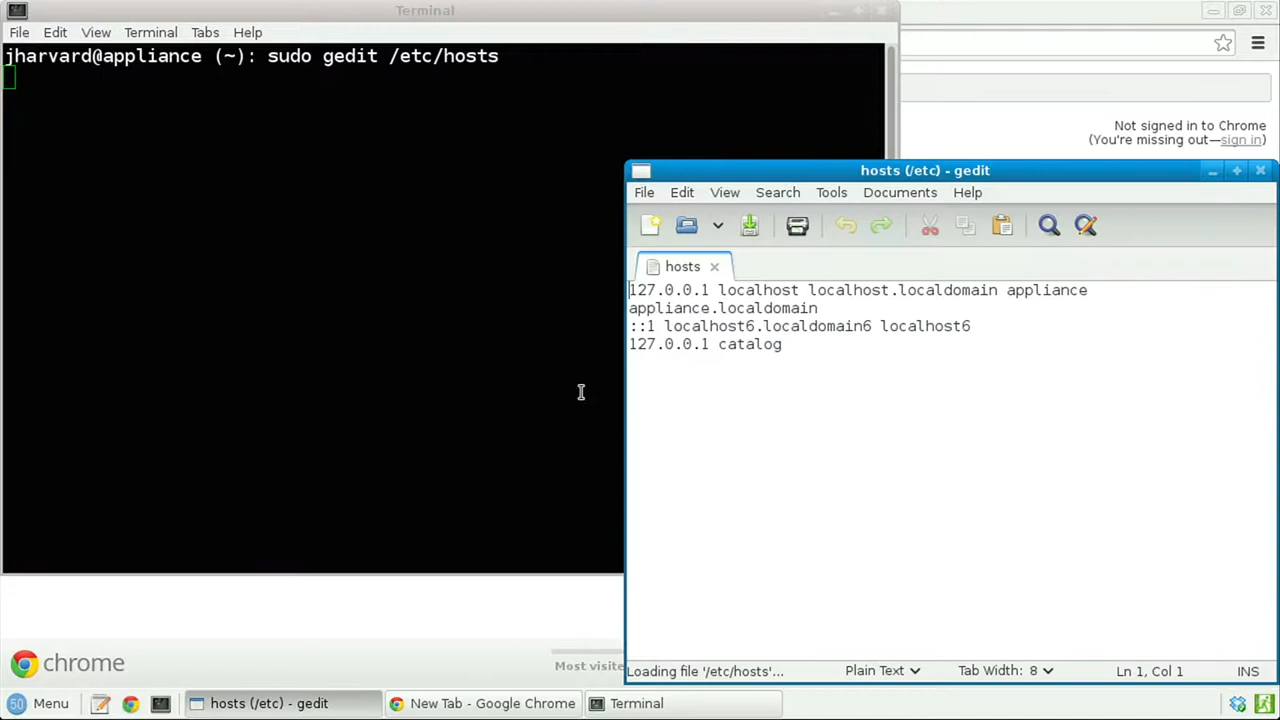 Terminal
File Edit View Terminal Tabs Help
jharvard@appliance (~): sudo gedit /etc/hosts
Not signed in to Chrome
(You're missing out—sign in)
hosts (/etc) - gedit
File Edit View Search Tools Documents Help
hosts
127.0.0.1 localhost localhost.localdomain appliance
appliance.localdomain
::1 localhost6.localdomain6 localhost6
127.0.0.1 catalog
chrome
Most visite
Loading file '/etc/hosts'... Plain Text Tab Width: 8 Ln 1, Col 1 INS
50 Menu hosts (/etc) - gedit New Tab - Google Chrome Terminal